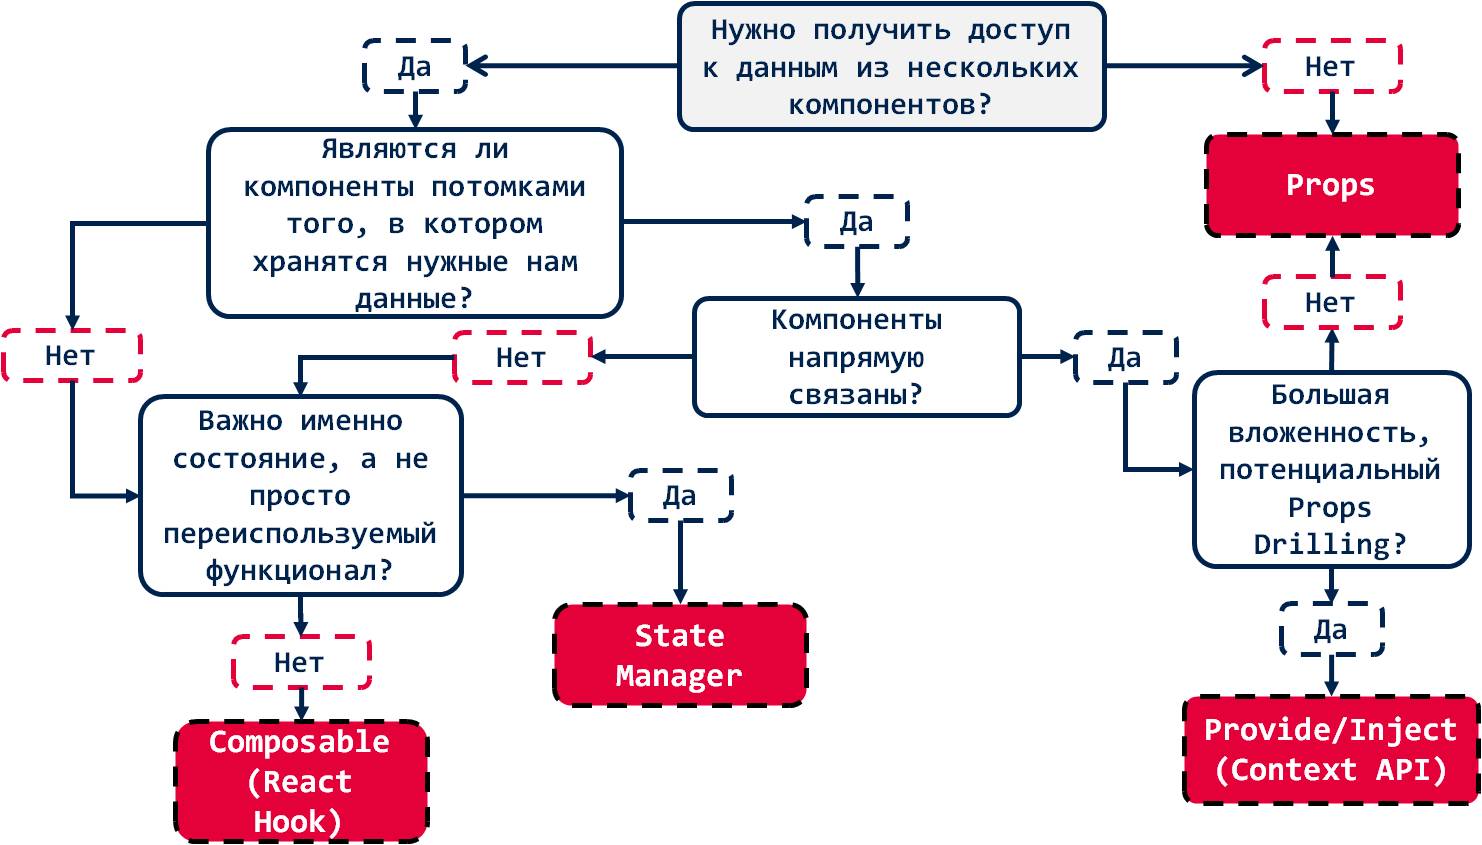 Нужно получить доступ
к данным из нескольких
компонентов?
Да
Нет
Являются ли
компоненты потомками
того, в котором
хранятся нужные нам
данные?
Props
Да
Нет
Компоненты
напрямую
связаны?
Нет
Нет
Да
Большая
вложенность,
потенциальный
Props
Drilling?
Важно именно
состояние, а не
просто
переиспользуемый
функционал?
Да
State
Manager
Да
Нет
Composable
(React
Hook)
Provide/Inject
(Context API)